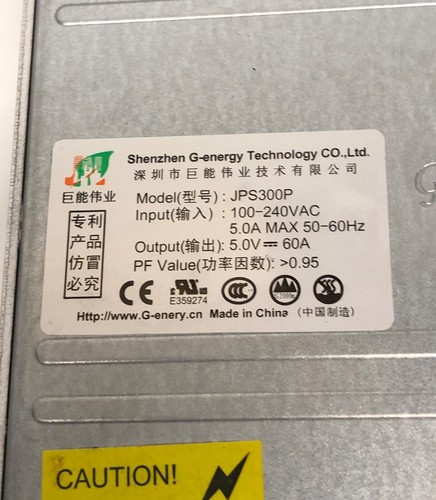 Shenzhen G-energy Technology CO.,Ltd.
深圳市巨能伟业技术有限公司
巨能伟业
专利
产品
仿冒
必究
Model(型号) : JPS300P
Input(输入) : 100-240VAC
5.0A MAX 50-60Hz
Output(输出): 5.0V⎓60A
PF Value(功率因数): >0.95
CE
E359274
CCC
≤2000m
Http://www.G-enery.cn Made in China (中国制造)
CAUTION!